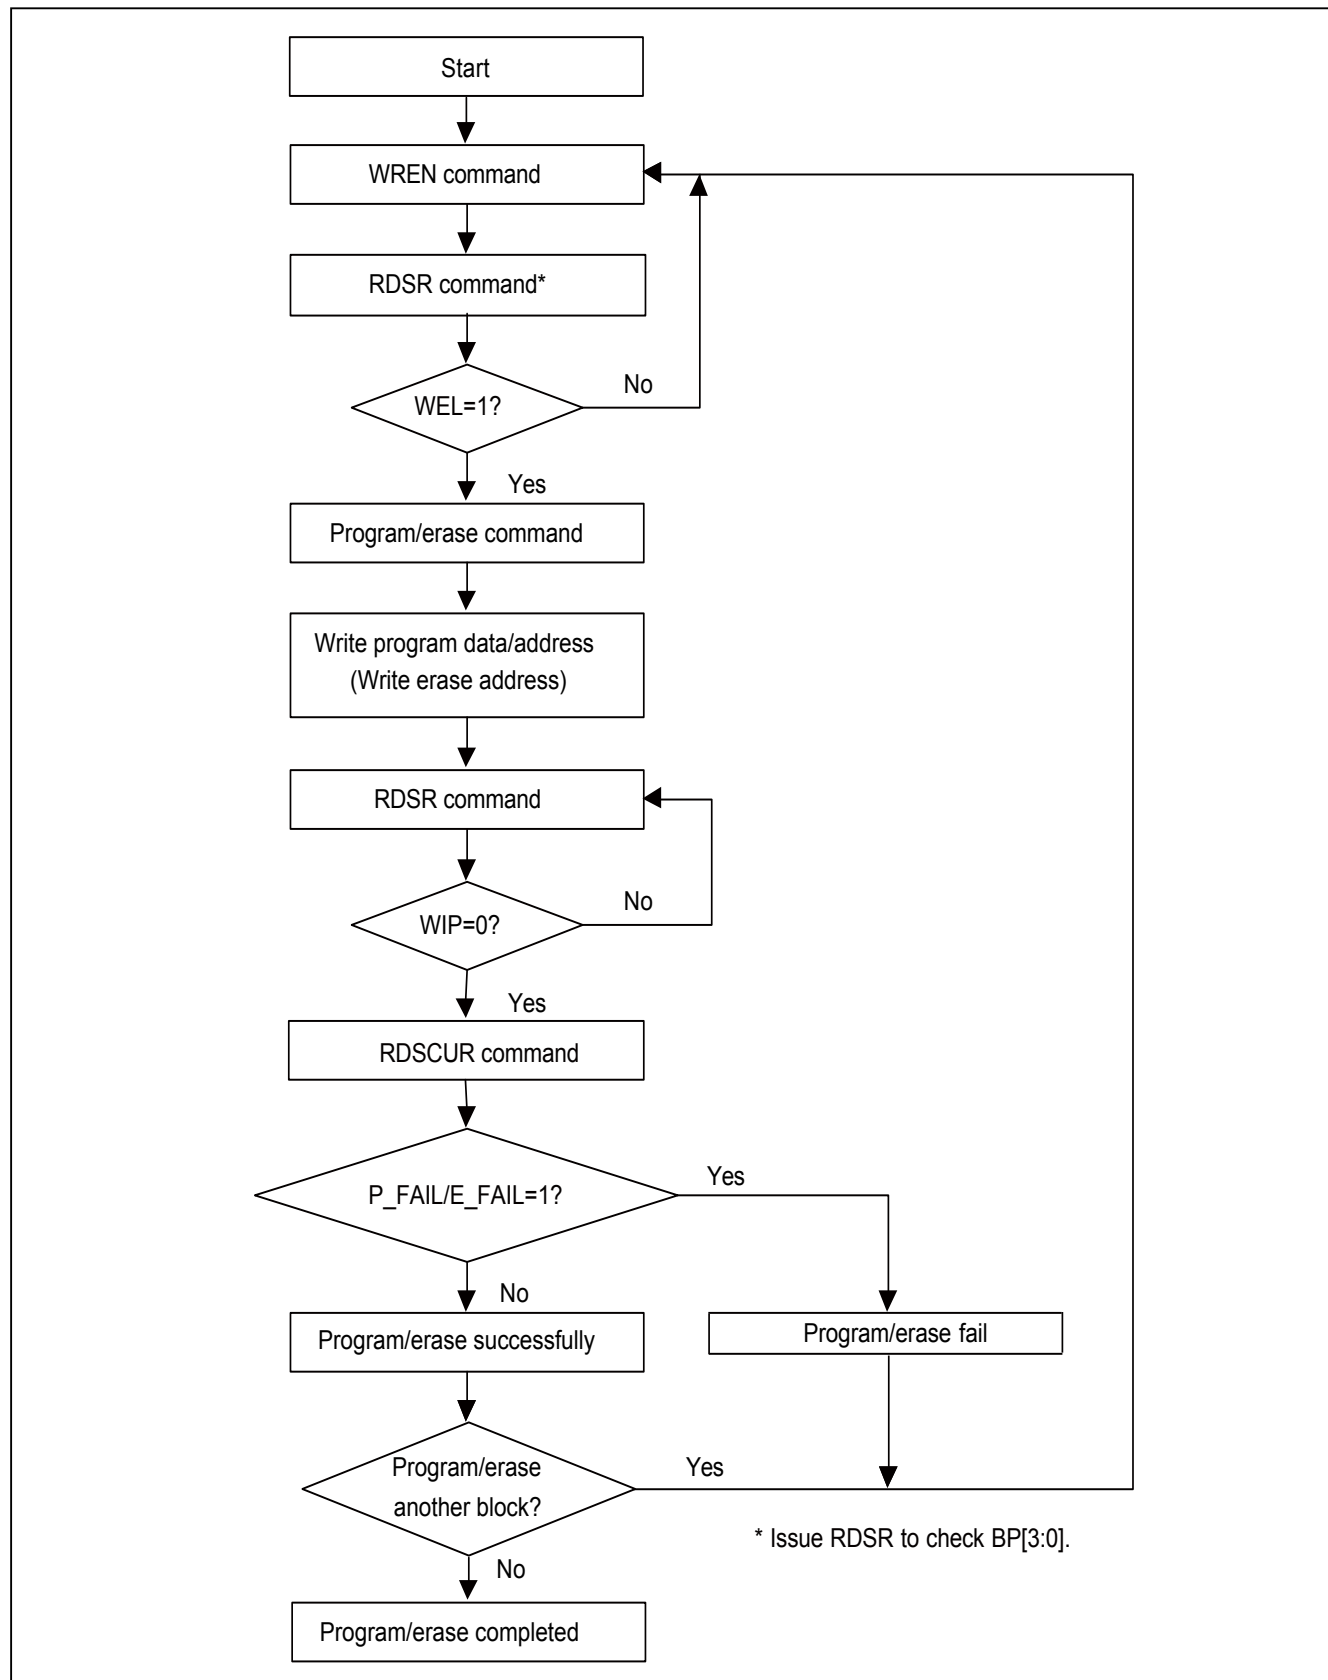 Start
WREN command
RDSR command*
WEL=1?
No
Yes
Program/erase command
Write program data/address
(Write erase address)
RDSR command
WIP=0?
No
Yes
RDSCUR command
P_FAIL/E_FAIL=1?
Yes
No
Program/erase successfully
Program/erase fail
Program/erase
another block?
Yes
* Issue RDSR to check BP[3:0].
No
Program/erase completed